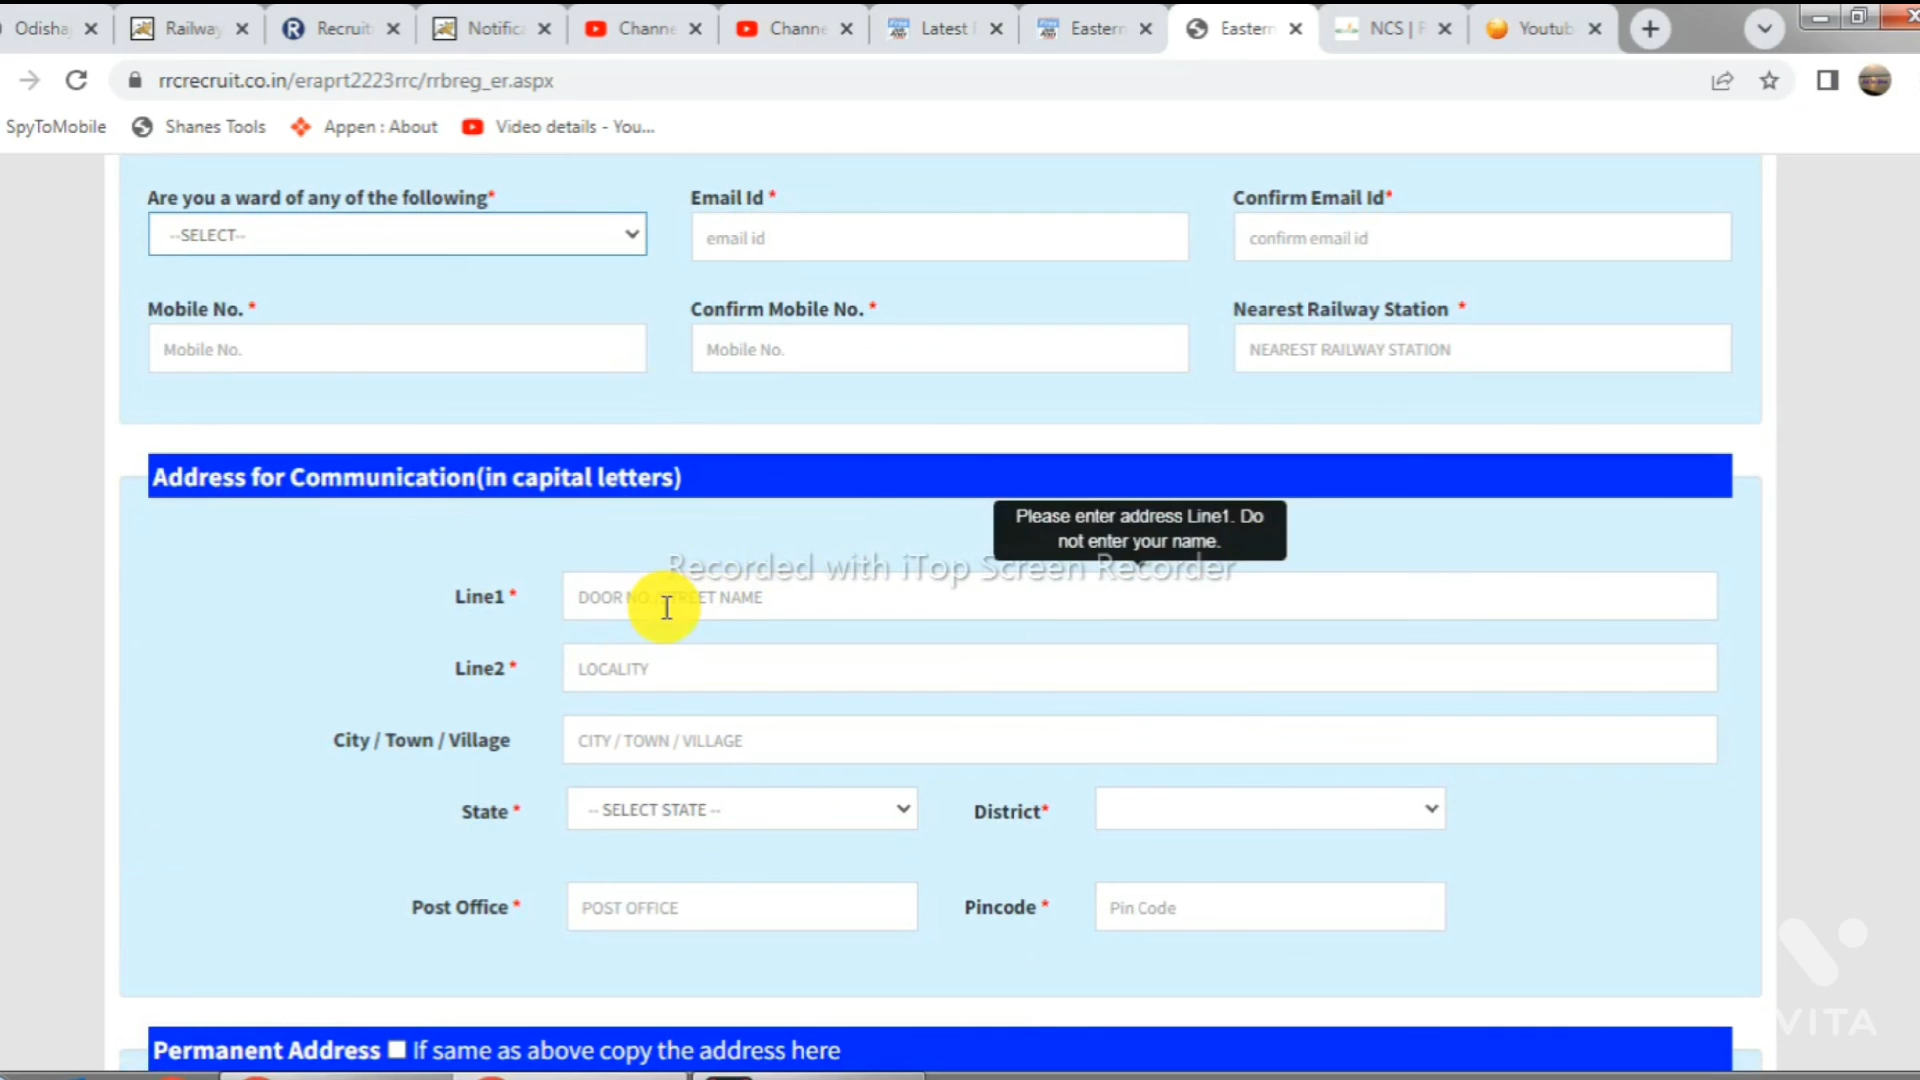 Odisha
Railway
Recruit
Notific
Channe
Channe
Latest
Eastern
Eastern
NCS | P
Youtub
rrcrecruit.co.in/eraprt2223rrc/rrbreg_er.aspx
SpyToMobile
Shanes Tools
Appen : About
Video details - You...
Are you a ward of any of the following*
Email Id *
Confirm Email Id*
--SELECT--
email id
confirm email id
Mobile No. *
Confirm Mobile No. *
Nearest Railway Station *
Mobile No.
Mobile No.
NEAREST RAILWAY STATION
Address for Communication(in capital letters)
Please enter address Line1. Do
not enter your name.
Recorded with iTop Screen Recorder
Line1 *
DOOR NO./STREET NAME
Line2 *
LOCALITY
City / Town / Village
CITY / TOWN / VILLAGE
State *
-- SELECT STATE --
District*
Post Office *
POST OFFICE
Pincode *
Pin Code
VITA
Permanent Address If same as above copy the address here